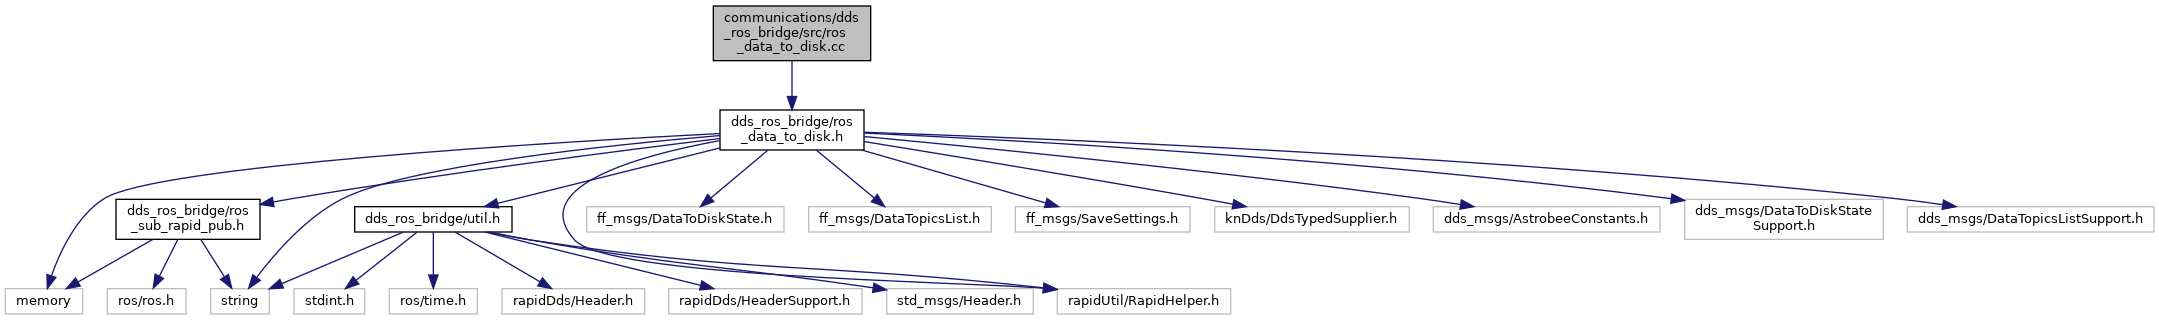 communications/dds
_ros_bridge/src/ros
_data_to_disk.cc
dds_ros_bridge/ros
_data_to_disk.h
dds_ros_bridge/ros
_sub_rapid_pub.h
dds_ros_bridge/util.h
ff_msgs/DataToDiskState.h
ff_msgs/DataTopicsList.h
ff_msgs/SaveSettings.h
knDds/DdsTypedSupplier.h
dds_msgs/AstrobeeConstants.h
dds_msgs/DataToDiskState
Support.h
dds_msgs/DataTopicsListSupport.h
memory
ros/ros.h
string
stdint.h
ros/time.h
rapidDds/Header.h
rapidDds/HeaderSupport.h
std_msgs/Header.h
rapidUtil/RapidHelper.h